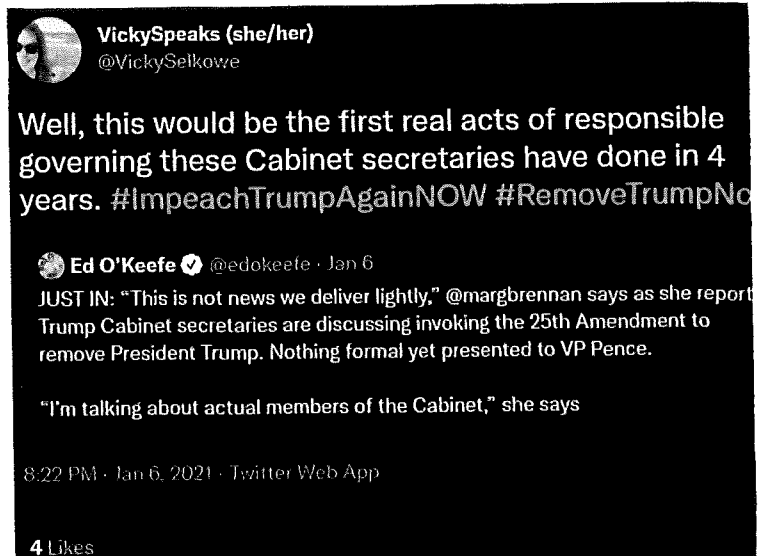 VickySpeaks (she/her)
@VickySelkowe
Well, this would be the first real acts of responsible
governing these Cabinet secretaries have done in 4
years. #ImpeachTrumpAgainNOW #RemoveTrumpNo
Ed O'Keefe @edokeefe · Jan 6
JUST IN: “This is not news we deliver lightly,” @margbrennan says as she report
Trump Cabinet secretaries are discussing invoking the 25th Amendment to
remove President Trump. Nothing formal yet presented to VP Pence.
“I'm talking about actual members of the Cabinet,” she says
8:22 PM · Jan 6, 2021 · Twitter Web App
4 Likes